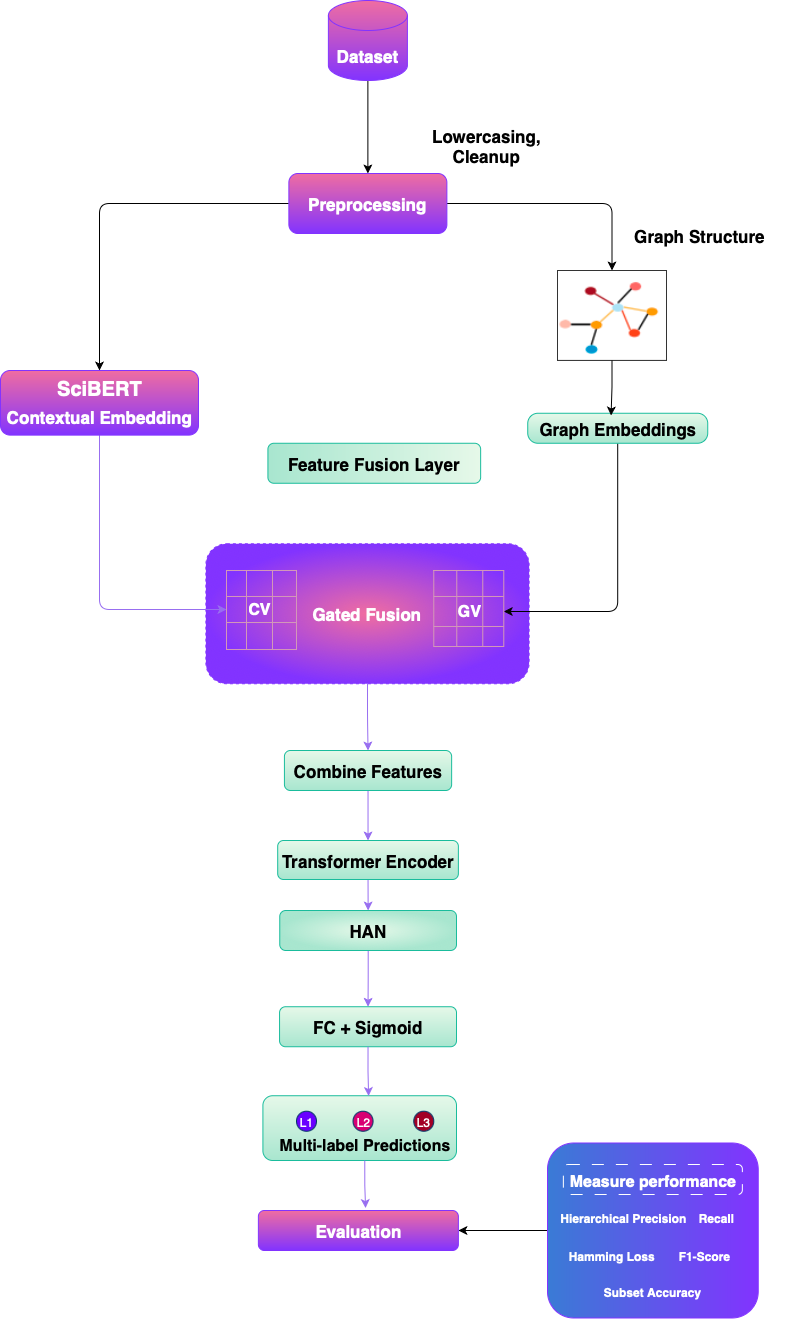 Dataset
Lowercasing,
Cleanup
Preprocessing
Graph Structure
SciBERT
Contextual Embedding
Graph Embeddings
Feature Fusion Layer
CV
Gated Fusion
GV
Combine Features
Transformer Encoder
HAN
FC + Sigmoid
L1 L2 L3
Multi-label Predictions
Evaluation
Measure performance
Hierarchical Precision Recall
Hamming Loss F1-Score
Subset Accuracy